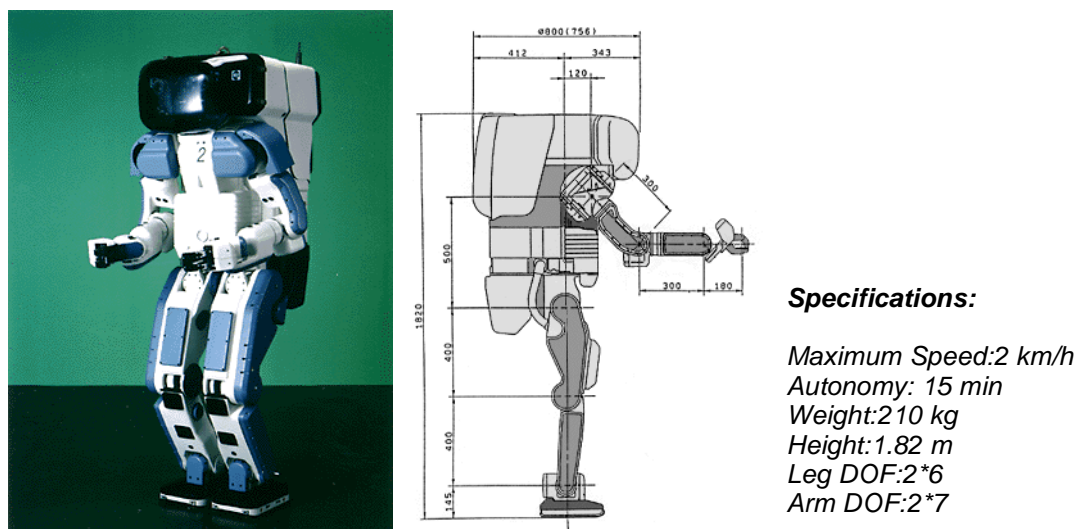 2
Ø800(756)
412 343
120
300
500
1820
300 180
400
400
145
Specifications:
Maximum Speed:2 km/h
Autonomy: 15 min
Weight:210 kg
Height:1.82 m
Leg DOF:2*6
Arm DOF:2*7